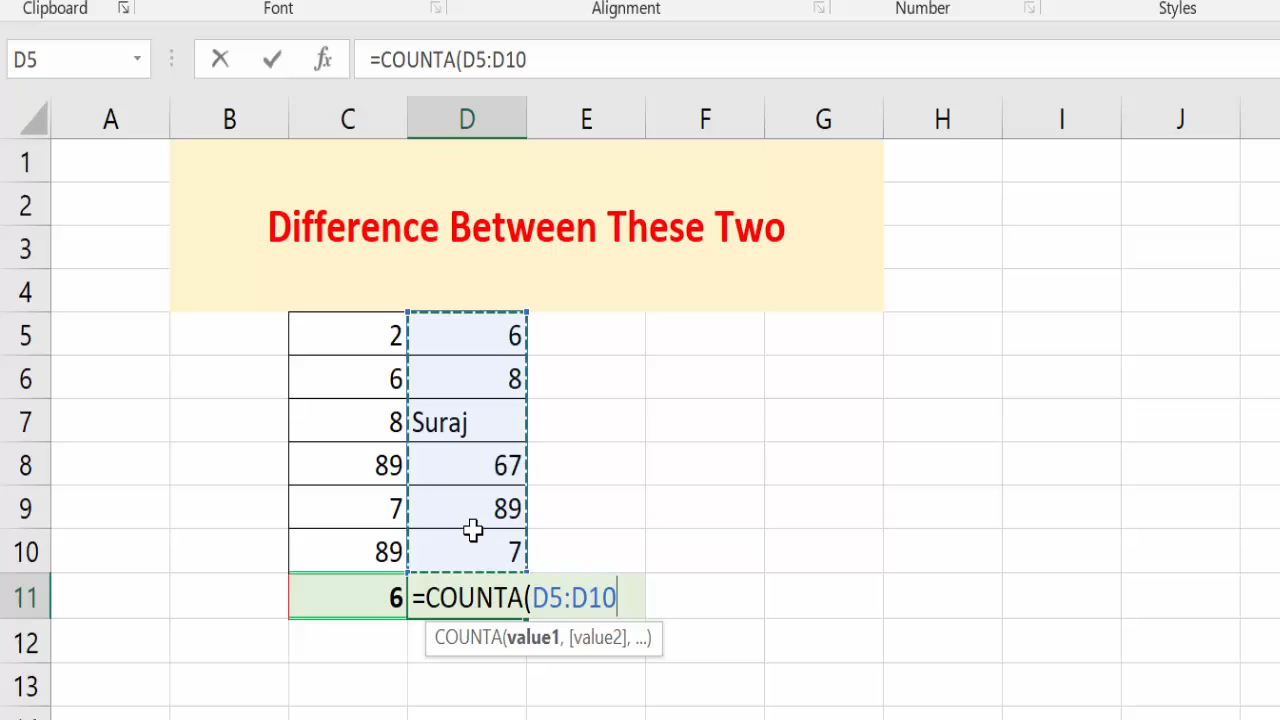 Clipboard Font Alignment Number Styles
D5 fx =COUNTA(D5:D10
A B C D E F G H I J
1
2
Difference Between These Two
3
4
5 2 6
6 6 8
7 8 Suraj
8 89 67
9 7 89
10 89 7
11 6 =COUNTA(D5:D10
12 COUNTA(value1, [value2], ...)
13